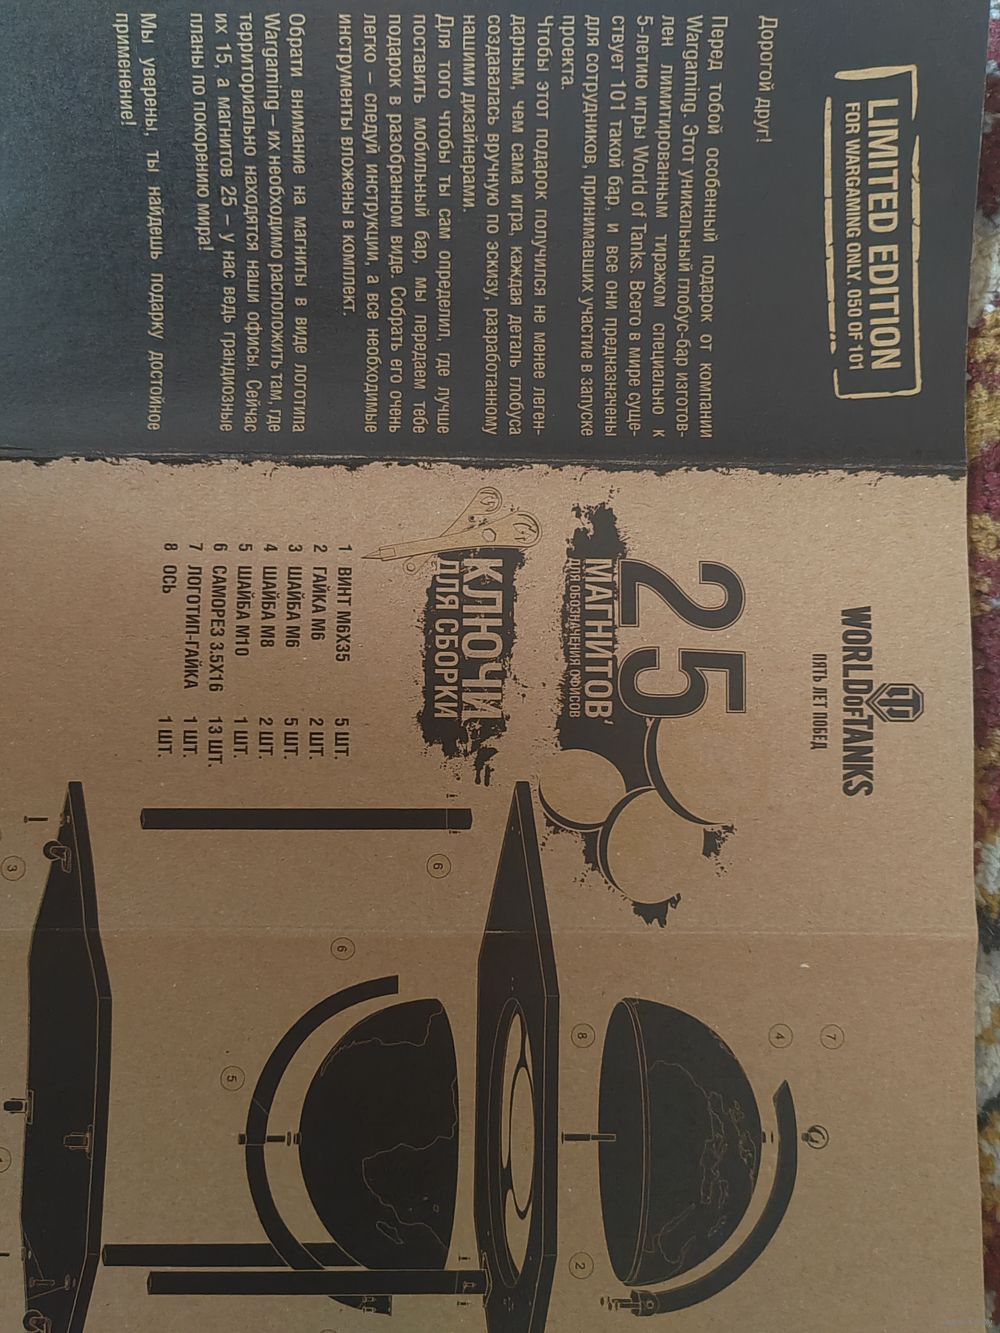 LIMITED EDITION
FOR WARGAMING ONLY. 050 OF 101
Дорогой друг!
Перед тобой особенный подарок от компании
Wargaming. Этот уникальный глобус-бар изготов-
лен лимитированным тиражом специально к
5-летию игры World of Tanks. Всего в мире суще-
ствует 101 такой бар, и все они предназначены
для сотрудников, принимавших участие в запуске
проекта.
Чтобы этот подарок получился не менее леген-
дарным, чем сама игра, каждая деталь глобуса
создавалась вручную по эскизу, разработанному
нашими дизайнерами.
Для того чтобы ты сам определил, где лучше
поставить мобильный бар, мы передаем тебе
подарок в разобранном виде. Собрать его очень
легко – следуй инструкции, а все необходимые
инструменты вложены в комплект.
Обрати внимание на магниты в виде логотипа
Wargaming – их необходимо расположить там, где
территориально находятся наши офисы. Сейчас
их 15, а магнитов 25 – у нас ведь грандиозные
планы по покорению мира!
Мы уверены, ты найдешь подарку достойное
применение!
WORLD OF TANKS
ПЯТЬ ЛЕТ ПОБЕД
25
МАГНИТОВ
ДЛЯ ОБОЗНАЧЕНИЯ ОФИСОВ
КЛЮЧИ
ДЛЯ СБОРКИ
1 ВИНТ М6Х35 5 ШТ.
2 ГАЙКА М6 2 ШТ.
3 ШАЙБА М6 5 ШТ.
4 ШАЙБА М8 2 ШТ.
5 ШАЙБА М10 1 ШТ.
6 САМОРЕЗ 3.5Х16 13 ШТ.
7 ЛОГОТИП-ГАЙКА 1 ШТ.
8 ОСЬ 1 ШТ.
7
4
8
2
6
6
5
3